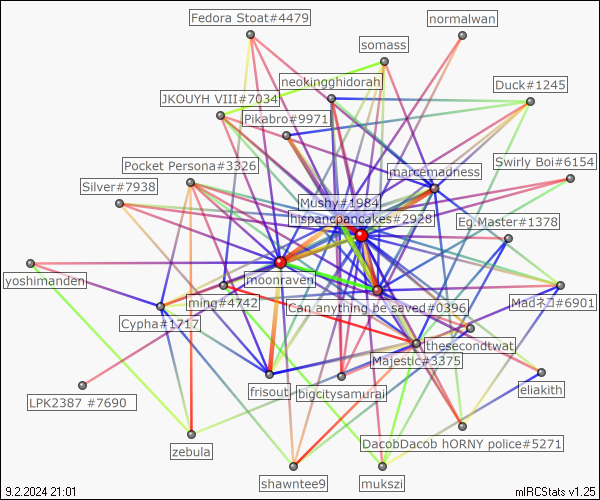 Fedora Stoat#4479
normalwan
somass
neokingghidorah
Duck#1245
JKOUYH VIII#7034
Pikabro#9971
Swirly Boi#6154
Pocket Persona#3326
marcemadness
Silver#7938
Mushy#1984
hispancpancakes#2928
Eg.Master#1378
yoshimanden
moonraven
ming#4742
Can anything be saved#0396
Madネコ#6901
Cypha#1717
thesecondtwat
Majestic#3375
frisout
bigcitysamurai
eliakith
LPK2387 #7690
zebula
DacobDacob hORNY police#5271
shawntee9
mukszi
9.2.2024 21:01
mIRCStats v1.25